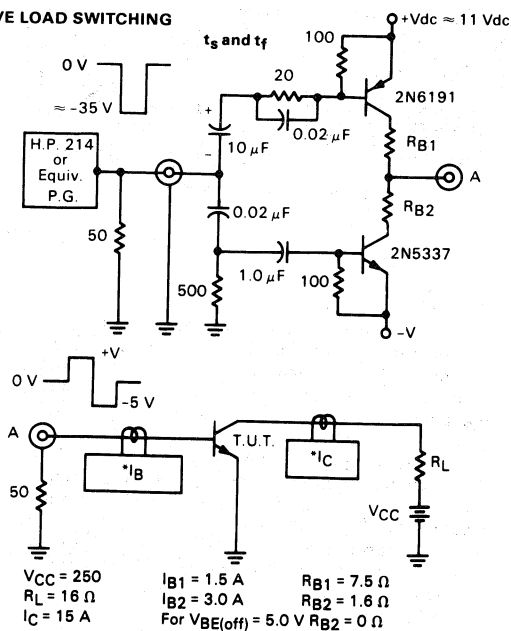 VE LOAD SWITCHING
ts and tf
+Vdc ≈ 11 Vdc
0 V
≈ -35 V
100
20
2N6191
+
0.02 μF
10 μF
-
RB1
H.P. 214
or
Equiv.
P.G.
A
RB2
50
0.02 μF
2N5337
1.0 μF
500
100
-V
+V
0 V
-5 V
A
T.U.T.
*IB
*IC
RL
50
VCC
VCC = 250
RL = 16 Ω
IC = 15 A
IB1 = 1.5 A
IB2 = 3.0 A
For VBE(off) = 5.0 V RB2 = 0 Ω
RB1 = 7.5 Ω
RB2 = 1.6 Ω